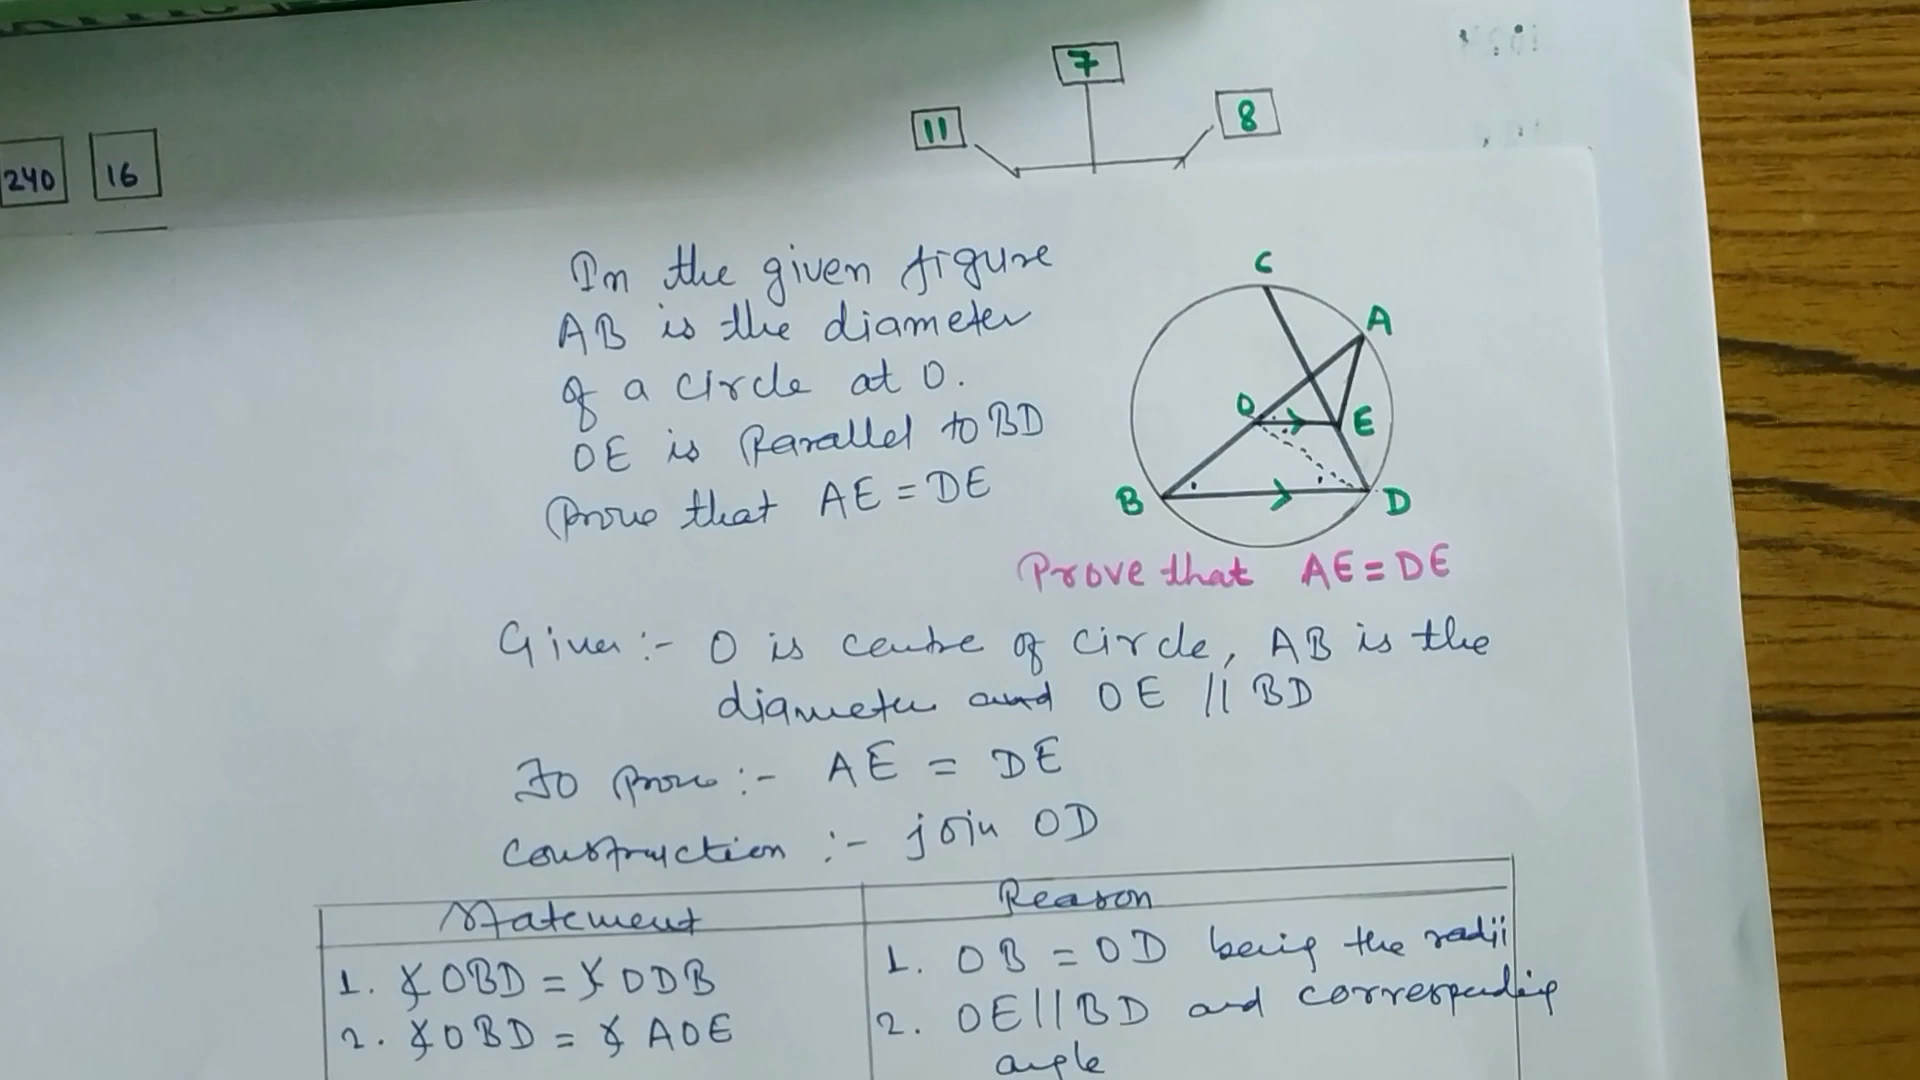 7
11
8
240
16
In the given figure
AB is the diameter
of a circle at O.
OE is Parallel to BD
Prove that AE = DE
C
A
O
E
B
D
Prove that AE = DE
Given :- O is centre of circle, AB is the
diameter and OE || BD
To prove :- AE = DE
Construction :- join OD
Statement
Reason
1. ∡OBD = ∡ODB
1. OB = OD being the radii
2. ∡OBD = ∡AOE
2. OE || BD and corresponding
angle